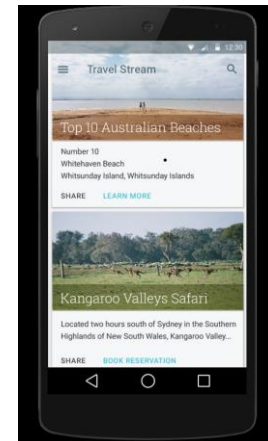 12:30
Travel Stream
Top 10 Australian Beaches
Number 10
Whitehaven Beach
Whitsunday Island, Whitsunday Islands
SHARE LEARN MORE
Kangaroo Valleys Safari
Located two hours south of Sydney in the Southern
Highlands of New South Wales, Kangaroo Valley...
SHARE BOOK RESERVATION